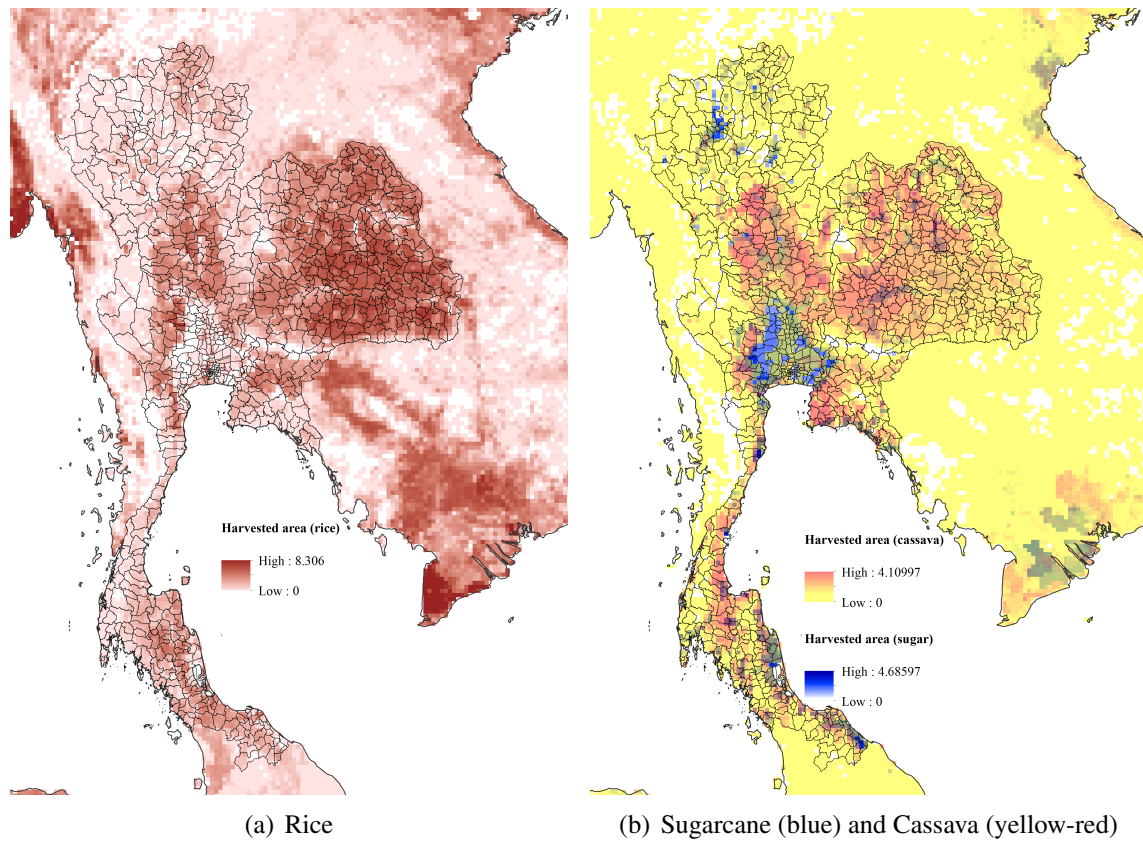 Harvested area (rice)
High : 8.306
Low : 0
Harvested area (cassava)
High : 4.10997
Low : 0
Harvested area (sugar)
High : 4.68597
Low : 0
(a) Rice
(b) Sugarcane (blue) and Cassava (yellow-red)